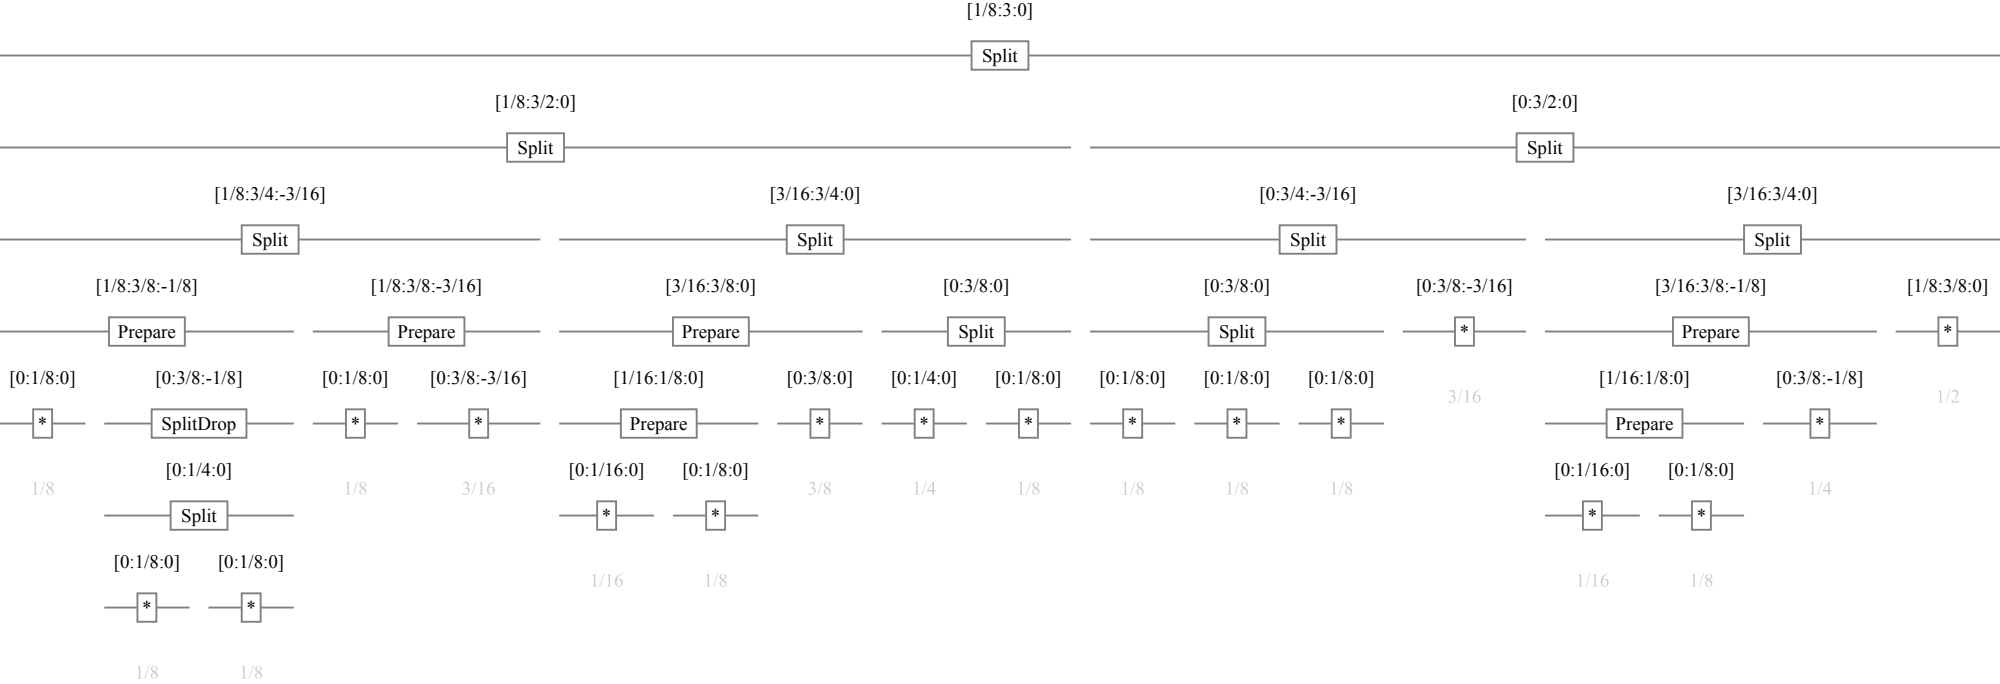 [1/8:3:0]
Split
[1/8:3/2:0] [0:3/2:0]
Split Split
[1/8:3/4:-3/16] [3/16:3/4:0] [0:3/4:-3/16] [3/16:3/4:0]
Split Split Split Split
[1/8:3/8:-1/8] [1/8:3/8:-3/16] [3/16:3/8:0] [0:3/8:0] [0:3/8:0] [0:3/8:-3/16] [3/16:3/8:-1/8] [1/8:3/8:0]
Prepare Prepare Prepare Split Split * Prepare *
[0:1/8:0] [0:3/8:-1/8] [0:1/8:0] [0:3/8:-3/16] [1/16:1/8:0] [0:3/8:0] [0:1/4:0] [0:1/8:0] [0:1/8:0] [0:1/8:0] [0:1/8:0] [1/16:1/8:0] [0:3/8:-1/8]
3/16 1/2
* SplitDrop * * Prepare * * * * * * Prepare *
[0:1/4:0] [0:1/16:0] [0:1/8:0] [0:1/16:0] [0:1/8:0]
1/8 1/8 3/16 3/8 1/4 1/8 1/8 1/8 1/8 1/4
Split * * * *
[0:1/8:0] [0:1/8:0]
1/16 1/8 1/16 1/8
* *
1/8 1/8